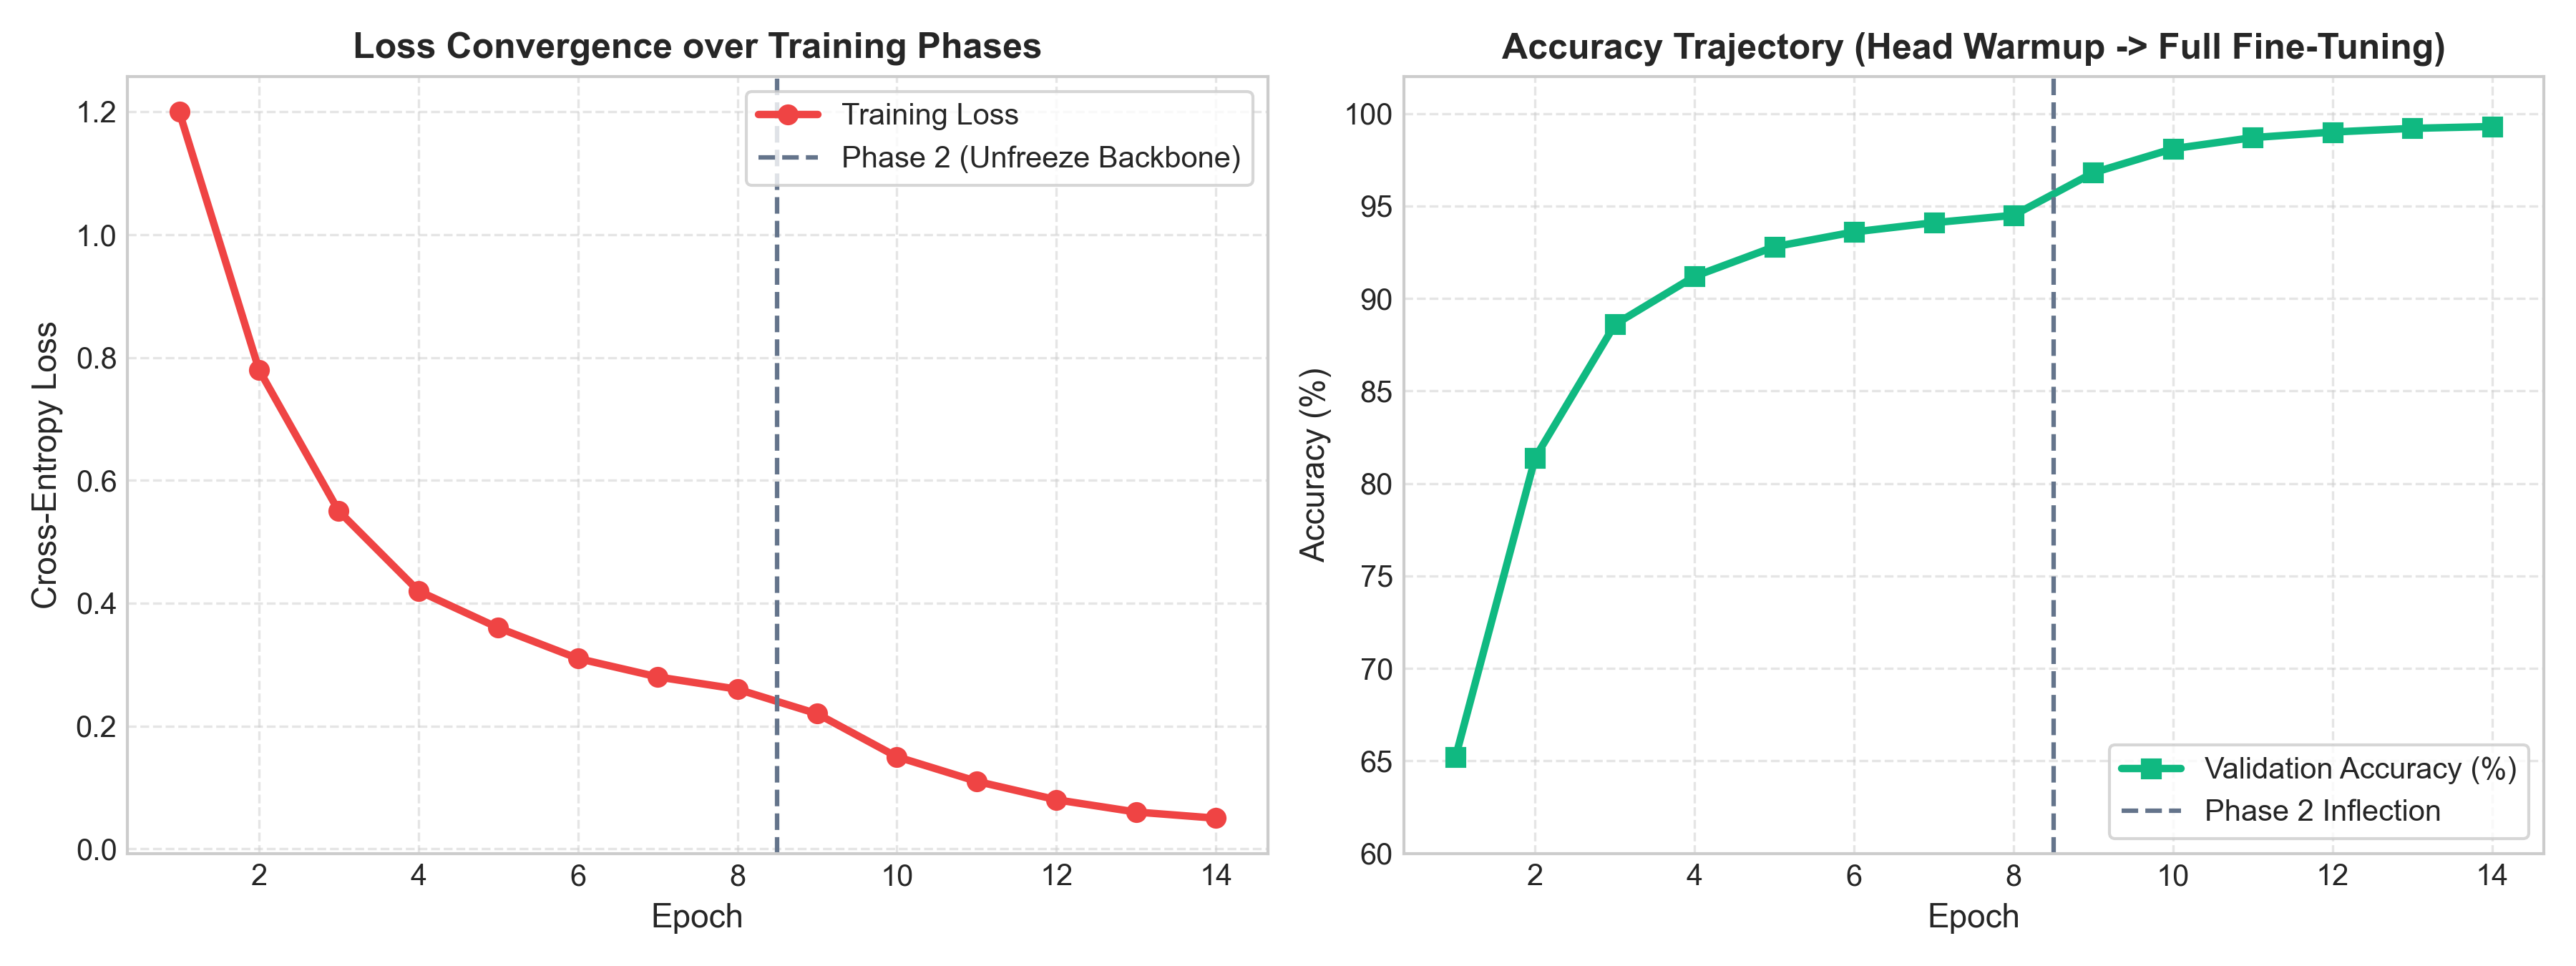 Loss Convergence over Training Phases
Cross-Entropy Loss
1.2
1.0
0.8
0.6
0.4
0.2
0.0
Training Loss
Phase 2 (Unfreeze Backbone)
2 4 6 8 10 12 14
Epoch
Accuracy Trajectory (Head Warmup -> Full Fine-Tuning)
Accuracy (%)
100
95
90
85
80
75
70
65
60
Validation Accuracy (%)
Phase 2 Inflection
2 4 6 8 10 12 14
Epoch